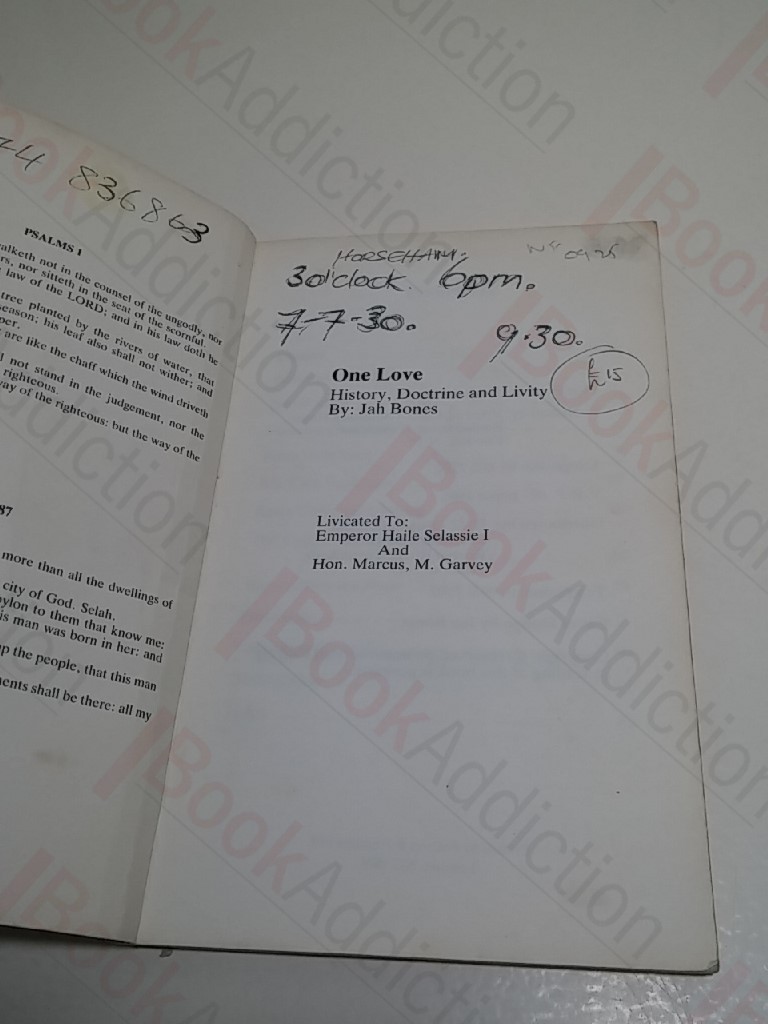 836863
PSALMS 1
alketh not in the counsel of the ungodly, nor
rs, nor sitteth in the seat of the scornful.
law of the LORD; and in his law doth he
tree planted by the rivers of water, that
season; his leaf also shall not wither; and
per.
are like the chaff which the wind driveth
not stand in the judgement, nor the
righteous.
way of the righteous: but the way of the
87
more than all the dwellings of
city of God. Selah.
ylon to them that know me:
is man was born in her: and
p the people, that this man
ents shall be there: all my
HORSEHAM:
3o'clock. 6pm.
7-7-30.
9.30.
15
One Love
History, Doctrine and Livity
By: Jah Bones
Livicated To:
Emperor Haile Selassie I
And
Hon. Marcus, M. Garvey
BookAddiction